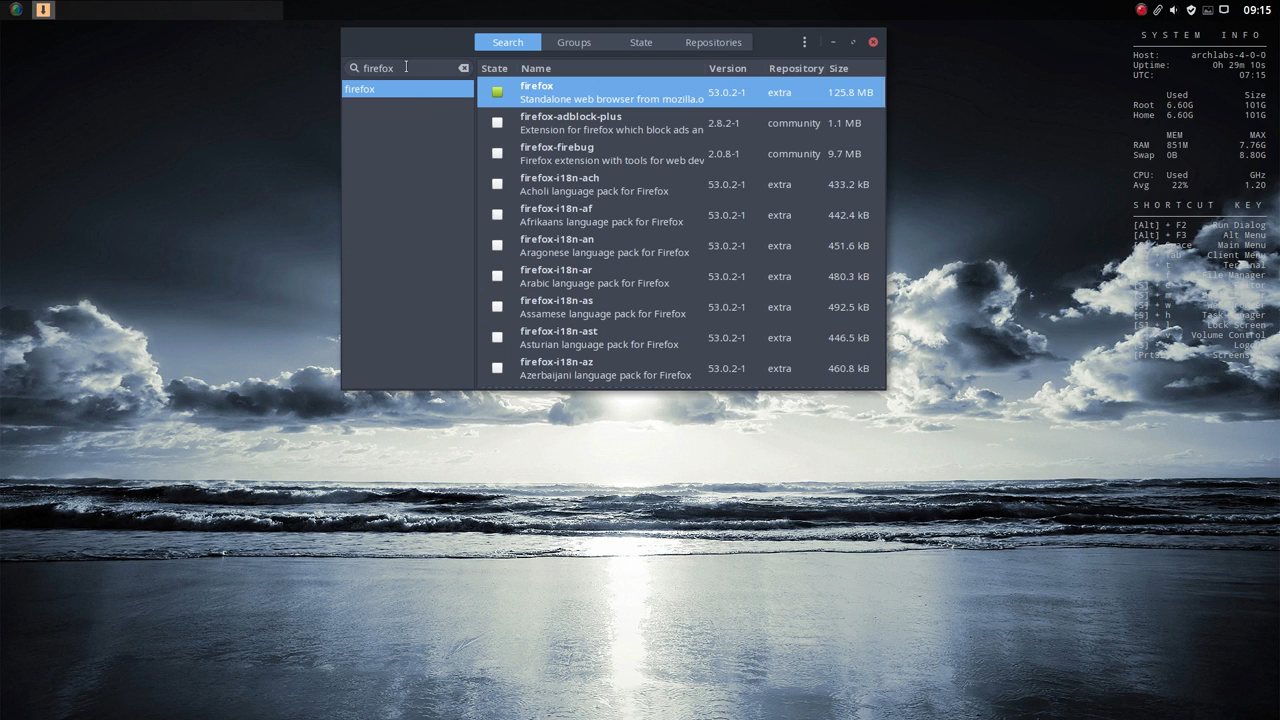 09:15
Search Groups State Repositories
firefox
firefox
State Name Version Repository Size
firefox
Standalone web browser from mozilla.o 53.0.2-1 extra 125.8 MB
firefox-adblock-plus
Extension for firefox which block ads an 2.8.2-1 community 1.1 MB
firefox-firebug
Firefox extension with tools for web dev 2.0.8-1 community 9.7 MB
firefox-i18n-ach
Acholi language pack for Firefox 53.0.2-1 extra 433.2 kB
firefox-i18n-af
Afrikaans language pack for Firefox 53.0.2-1 extra 442.4 kB
firefox-i18n-an
Aragonese language pack for Firefox 53.0.2-1 extra 451.6 kB
firefox-i18n-ar
Arabic language pack for Firefox 53.0.2-1 extra 480.3 kB
firefox-i18n-as
Assamese language pack for Firefox 53.0.2-1 extra 492.5 kB
firefox-i18n-ast
Asturian language pack for Firefox 53.0.2-1 extra 446.5 kB
firefox-i18n-az
Azerbaijani language pack for Firefox 53.0.2-1 extra 460.8 kB
SYSTEM INFO
Host: archlabs-4-0-0
Uptime: 0h 29m 10s
UTC: 07:15
Used Size
Root 6.60G 101G
Home 6.60G 101G
MEM MAX
RAM 851M 7.76G
Swap 0B 8.80G
CPU: Used GHz
Avg 22% 1.20
SHORTCUT KEY
[Alt] + F2 Run Dialog
[Alt] + F3 Alt Menu
Main Menu
Client Menu
Lock Screen
Volume Control